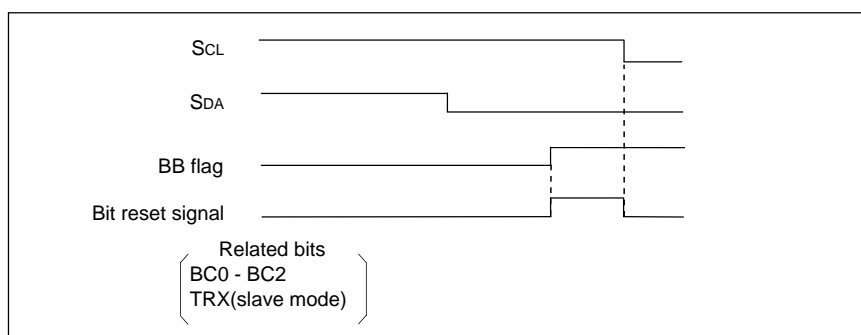 SCL
SDA
BB flag
Bit reset signal
Related bits
BC0 - BC2
TRX(slave mode)